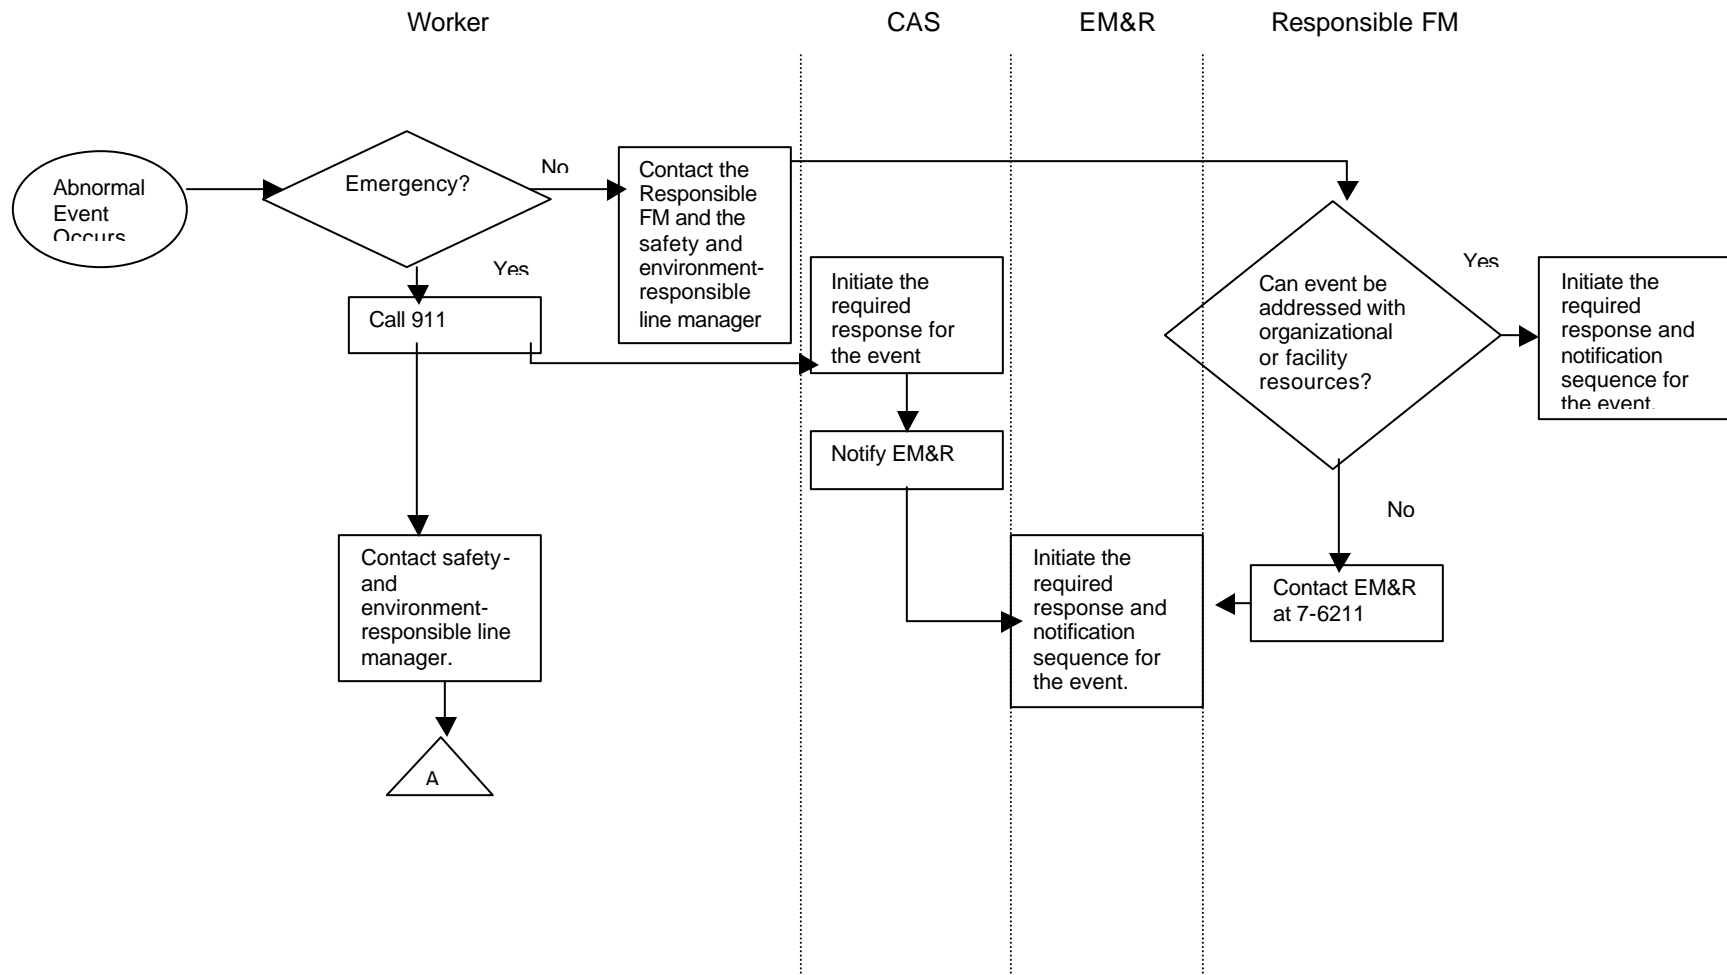 Worker
CAS
EM&R
Responsible FM
Abnormal
Event
Occurs
Emergency?
No
Yes
Contact the
Responsible
FM and the
safety and
environment-
responsible
line manager
Call 911
Contact safety-
and
environment-
responsible line
manager.
A
Initiate the
required
response for
the event
Notify EM&R
Initiate the
required
response and
notification
sequence for
the event.
Can event be
addressed with
organizational
or facility
resources?
Yes
No
Initiate the
required
response and
notification
sequence for
the event.
Contact EM&R
at 7-6211